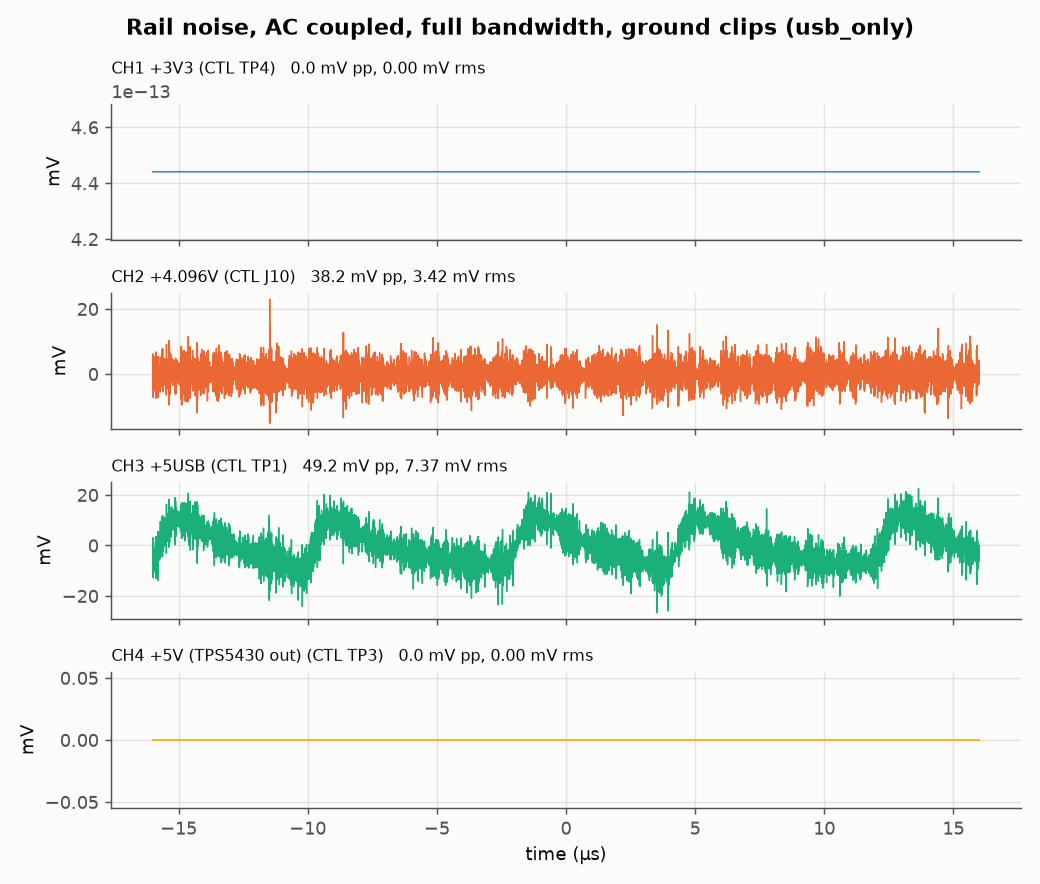 Rail noise, AC coupled, full bandwidth, ground clips (usb_only)
CH1 +3V3 (CTL TP4)   0.0 mV pp, 0.00 mV rms
1e−13
4.6
4.4
4.2
mV
CH2 +4.096V (CTL J10)   38.2 mV pp, 3.42 mV rms
20
0
mV
CH3 +5USB (CTL TP1)   49.2 mV pp, 7.37 mV rms
20
0
−20
mV
CH4 +5V (TPS5430 out) (CTL TP3)   0.0 mV pp, 0.00 mV rms
0.05
0.00
−0.05
mV
−15 −10 −5 0 5 10 15
time (µs)